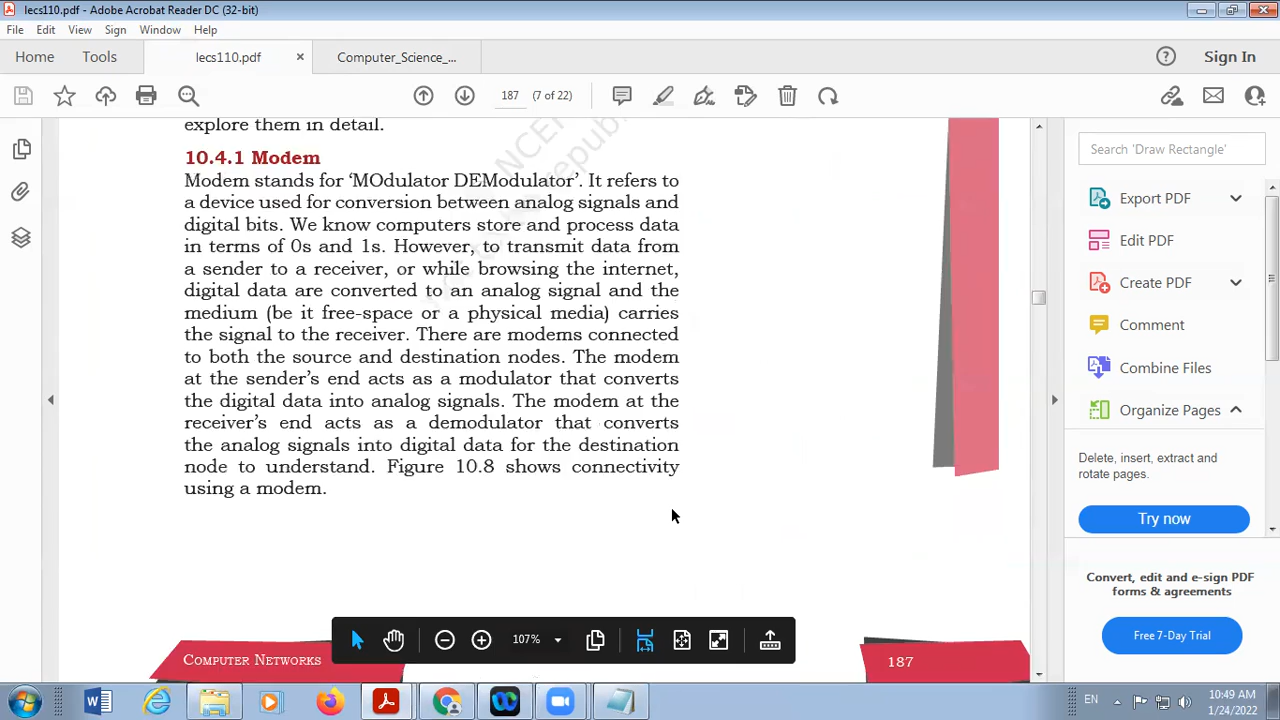 lecs110.pdf - Adobe Acrobat Reader DC (32-bit)
File Edit View Sign Window Help
Home Tools lecs110.pdf × Computer_Science_... Sign In
187 (7 of 22)
explore them in detail.
10.4.1 Modem
Modem stands for ‘MOdulator DEModulator’. It refers to
a device used for conversion between analog signals and
digital bits. We know computers store and process data
in terms of 0s and 1s. However, to transmit data from
a sender to a receiver, or while browsing the internet,
digital data are converted to an analog signal and the
medium (be it free-space or a physical media) carries
the signal to the receiver. There are modems connected
to both the source and destination nodes. The modem
at the sender’s end acts as a modulator that converts
the digital data into analog signals. The modem at the
receiver’s end acts as a demodulator that converts
the analog signals into digital data for the destination
node to understand. Figure 10.8 shows connectivity
using a modem.
COMPUTER NETWORKS
187
107%
Search 'Draw Rectangle'
Export PDF
Edit PDF
Create PDF
Comment
Combine Files
Organize Pages
Delete, insert, extract and
rotate pages.
Try now
Convert, edit and e-sign PDF
forms & agreements
Free 7-Day Trial
EN
10:49 AM
1/24/2022